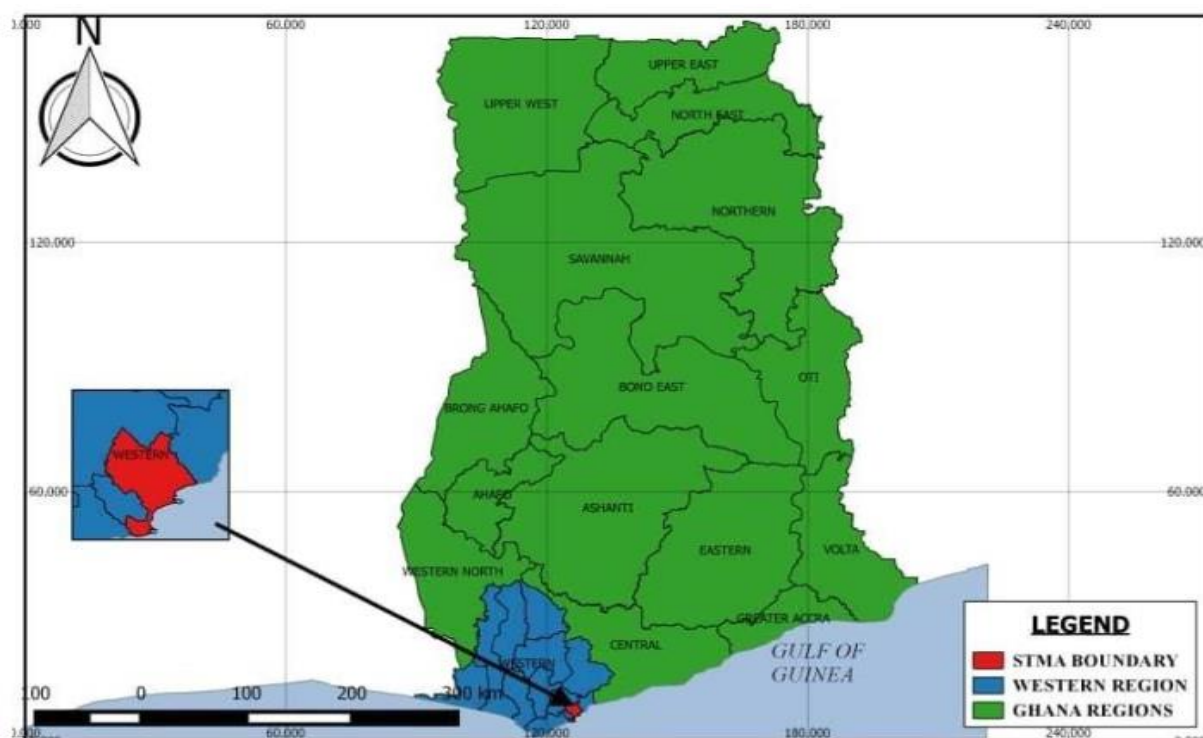 0.000 60.000 120.000 180.000 240.000
N
UPPER EAST
UPPER WEST
NORTH EAST
NORTHERN
120.000 120.000
SAVANNAH
OTI
BONO EAST
BRONG AHAFO
WESTERN
60.000 60.000
AHAFO
ASHANTI
EASTERN
VOLTA
WESTERN NORTH
GREATER ACCRA
CENTRAL
WESTERN
GULF OF
GUINEA
LEGEND
STMA BOUNDARY
WESTERN REGION
GHANA REGIONS
100 0 100 200 300 km
60.000 120.000 180.000 240.000